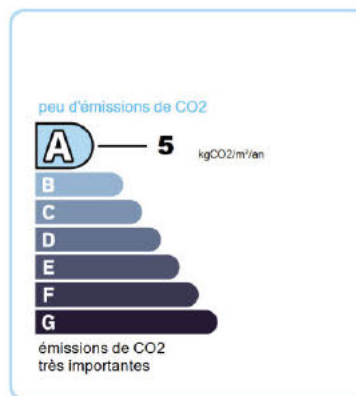 peu d'émissions de CO2
A 5 kgCO2/m²/an
B
C
D
E
F
G
émissions de CO2
très importantes